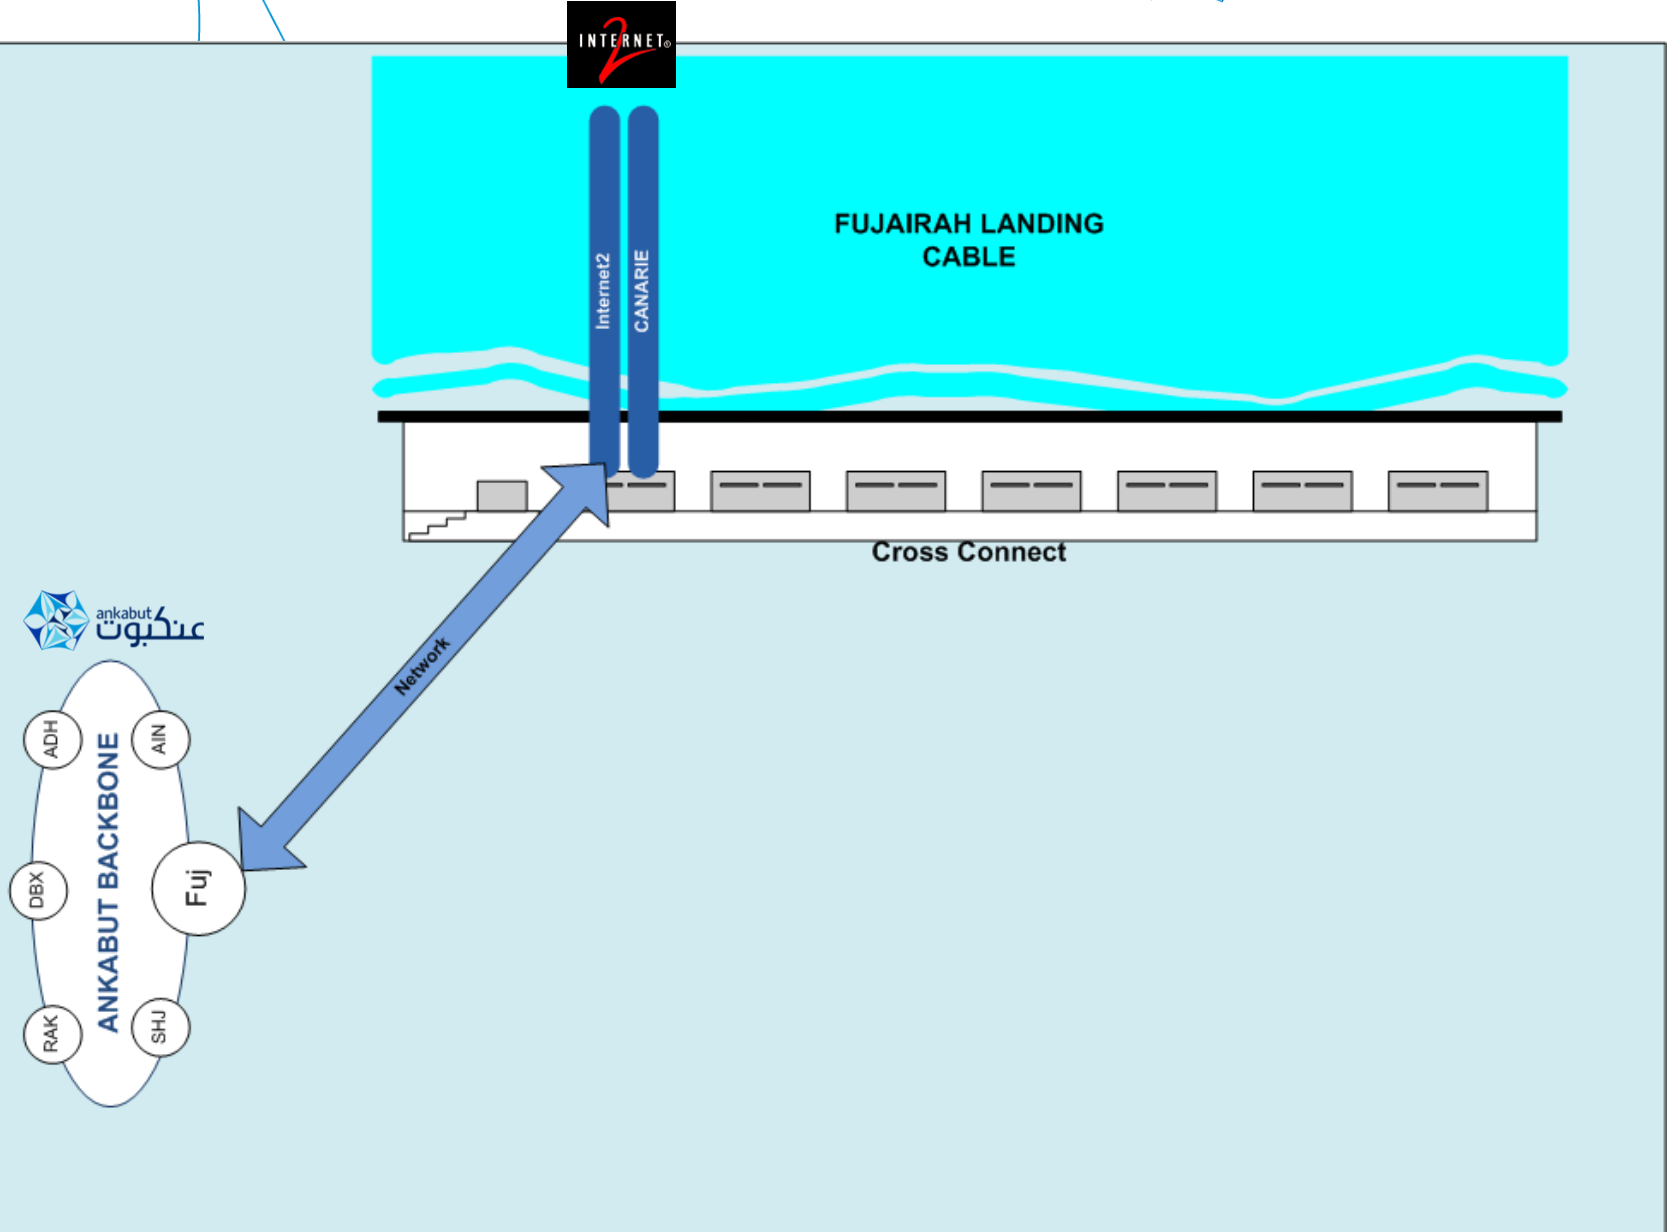 INTERNET®
2
FUJAIRAH LANDING
CABLE
Internet2
CANARIE
Cross Connect
ankabut
عنكبوت
Network
ANKABUT BACKBONE
ADH
AIN
DBX
Fuj
RAK
SHJ